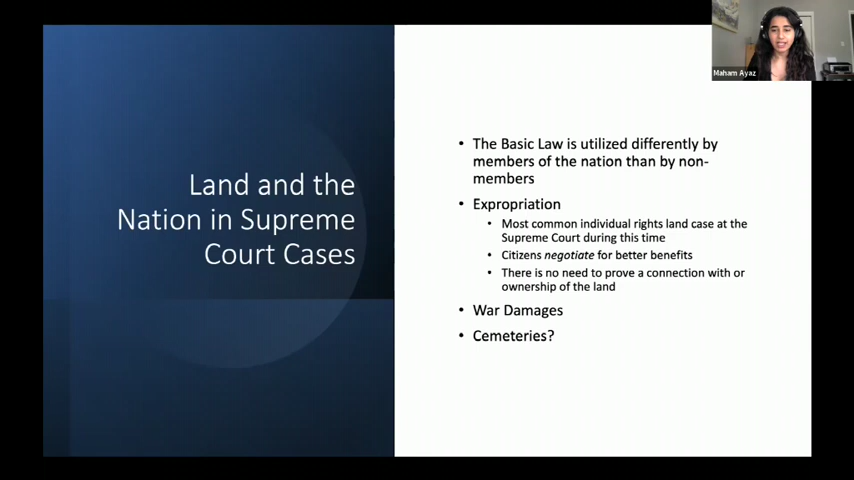 Maham Ayaz
Land and the
Nation in Supreme
Court Cases
• The Basic Law is utilized differently by
members of the nation than by non-
members
• Expropriation
• Most common individual rights land case at the
Supreme Court during this time
• Citizens negotiate for better benefits
• There is no need to prove a connection with or
ownership of the land
• War Damages
• Cemeteries?